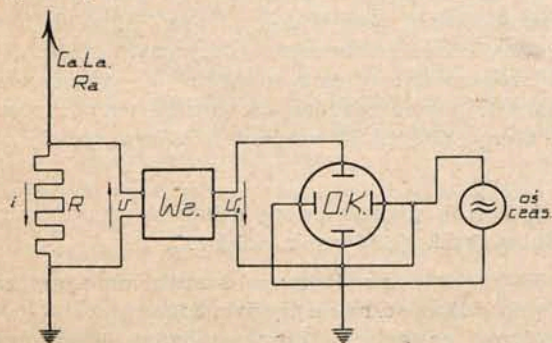 Ca.La.
Ra
i
R
u
Wz.
u₁
O.K.
oś
czas.